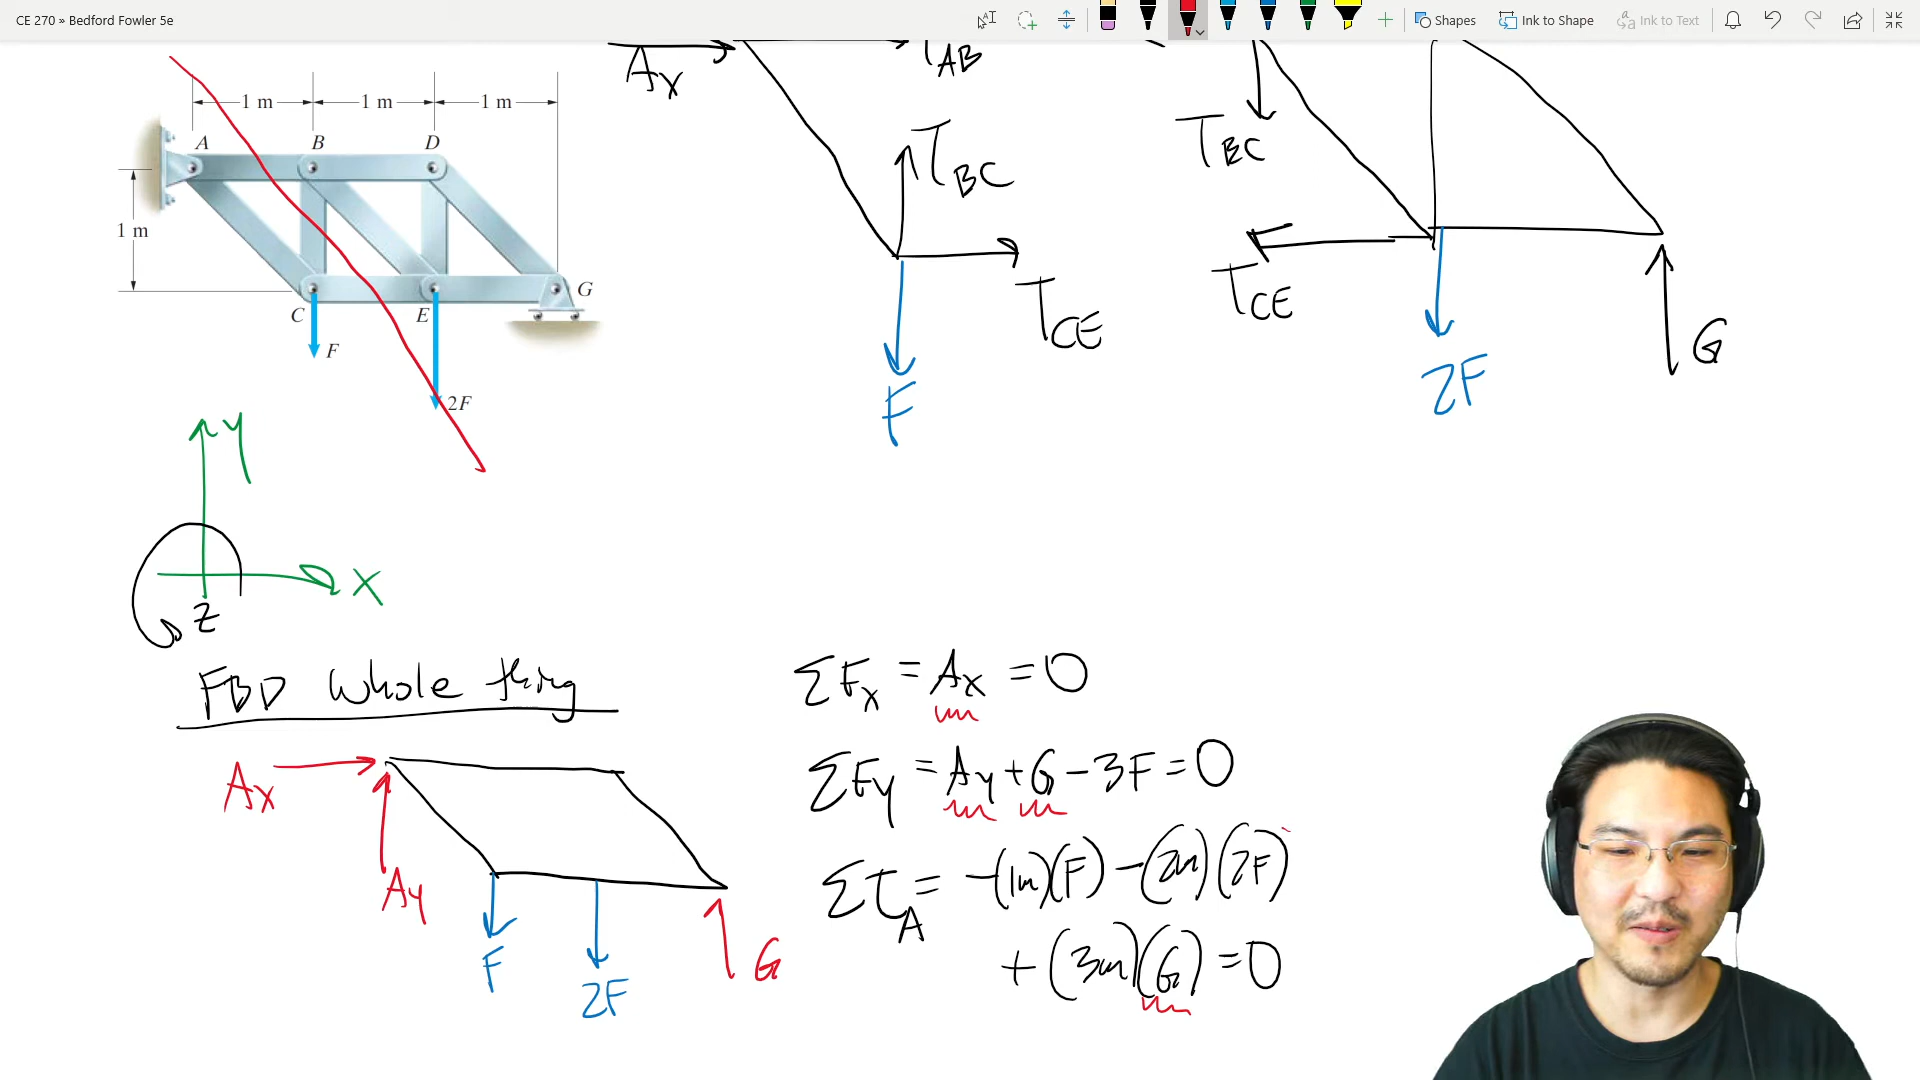 CE 270 » Bedford Fowler 5e
Shapes
Ink to Shape
Ink to Text
1 m
1 m
1 m
A
B
D
1 m
C
E
G
F
2F
Ax
TAB
TBC
TCE
F
TBC
TCE
2F
G
Y
X
Z
FBD Whole thing
Ax
Ay
F
2F
G
ΣFx = Ax = 0
ΣFy = Ay + G - 3F = 0
ΣτA = -(1m)(F) - (2m)(2F)
+ (3m)(G) = 0